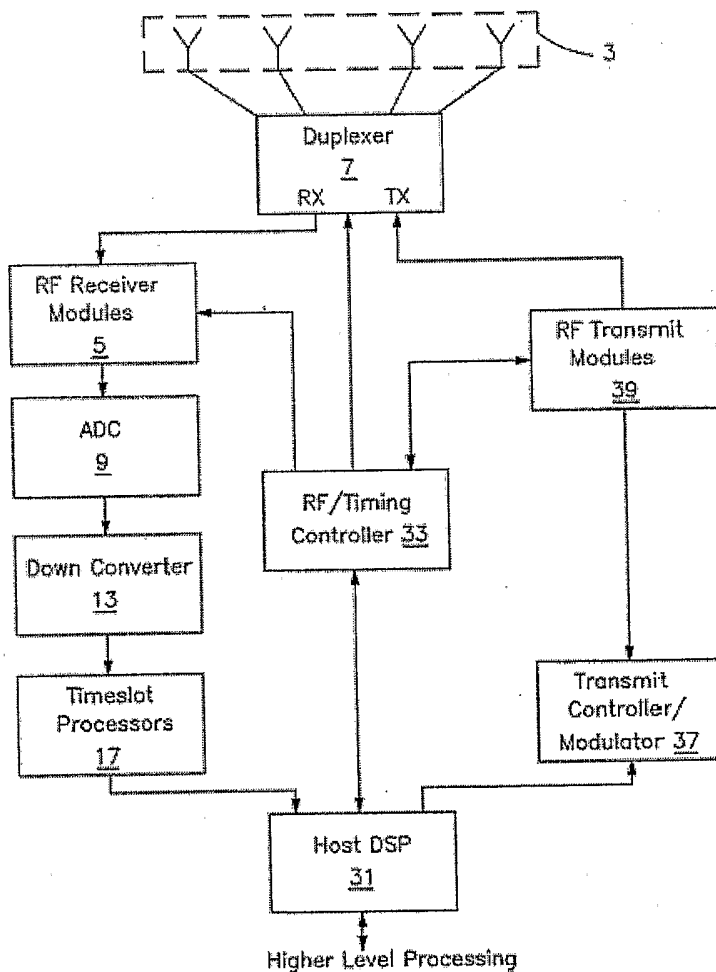 3
Duplexer
7
RX TX
RF Receiver
Modules
5
RF Transmit
Modules
39
ADC
9
RF/Timing
Controller 33
Down Converter
13
Timeslot
Processors
17
Transmit
Controller/
Modulator 37
Host DSP
31
Higher Level Processing